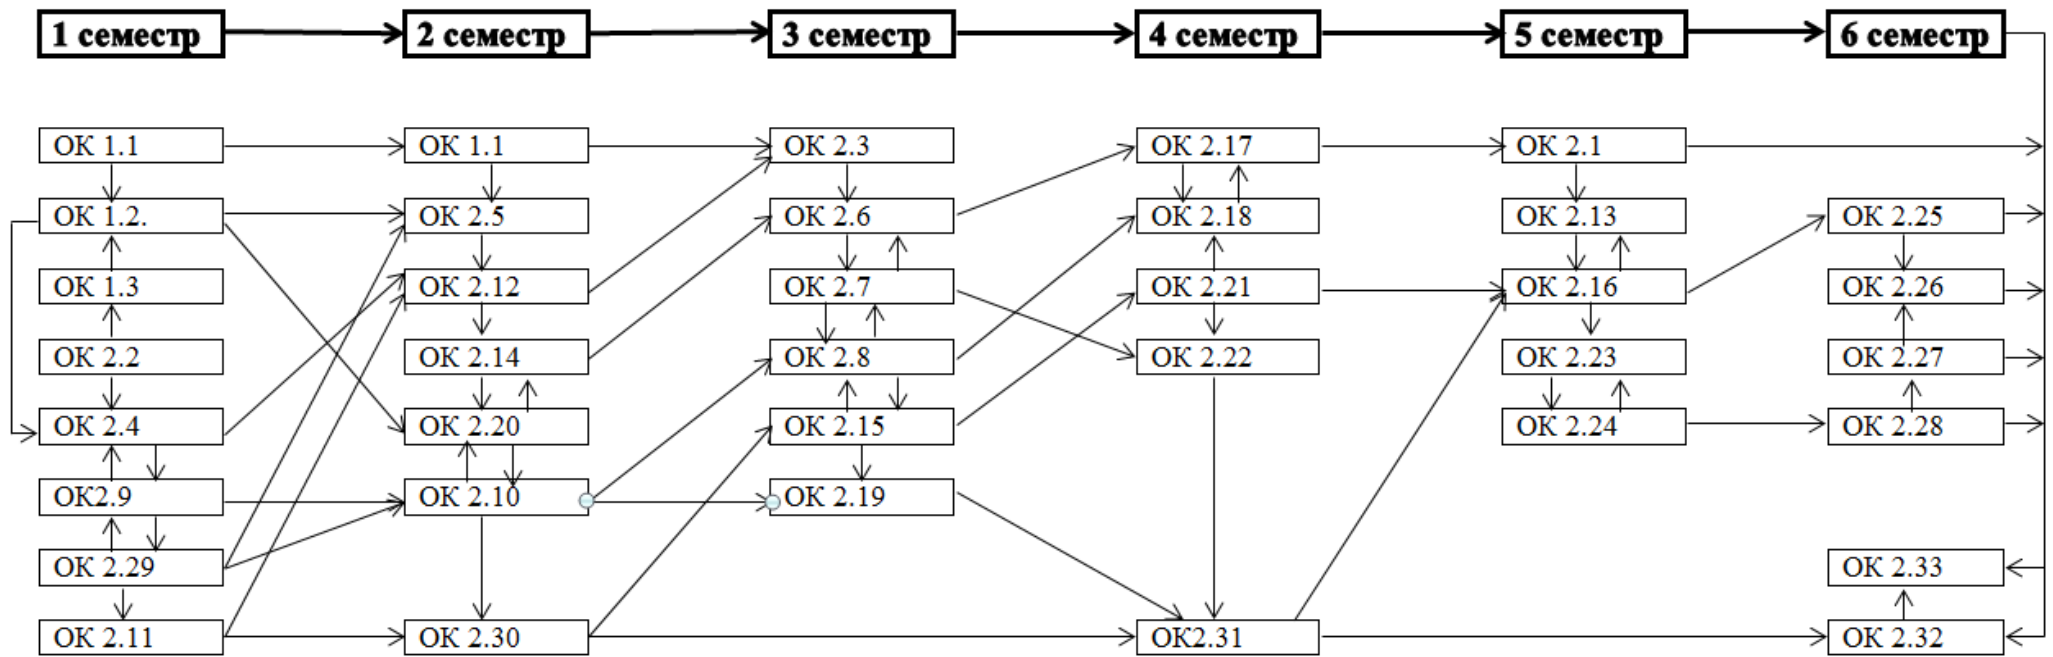 1 семестр
2 семестр
3 семестр
4 семестр
5 семестр
6 семестр
ОК 1.1
ОК 1.1
ОК 2.3
ОК 2.17
ОК 2.1
ОК 1.2.
ОК 2.5
ОК 2.6
ОК 2.18
ОК 2.13
ОК 2.25
ОК 1.3
ОК 2.12
ОК 2.7
ОК 2.21
ОК 2.16
ОК 2.26
ОК 2.2
ОК 2.14
ОК 2.8
ОК 2.22
ОК 2.23
ОК 2.27
ОК 2.4
ОК 2.20
ОК 2.15
ОК 2.24
ОК 2.28
ОК2.9
ОК 2.10
ОК 2.19
ОК 2.29
ОК 2.33
ОК 2.11
ОК 2.30
ОК2.31
ОК 2.32